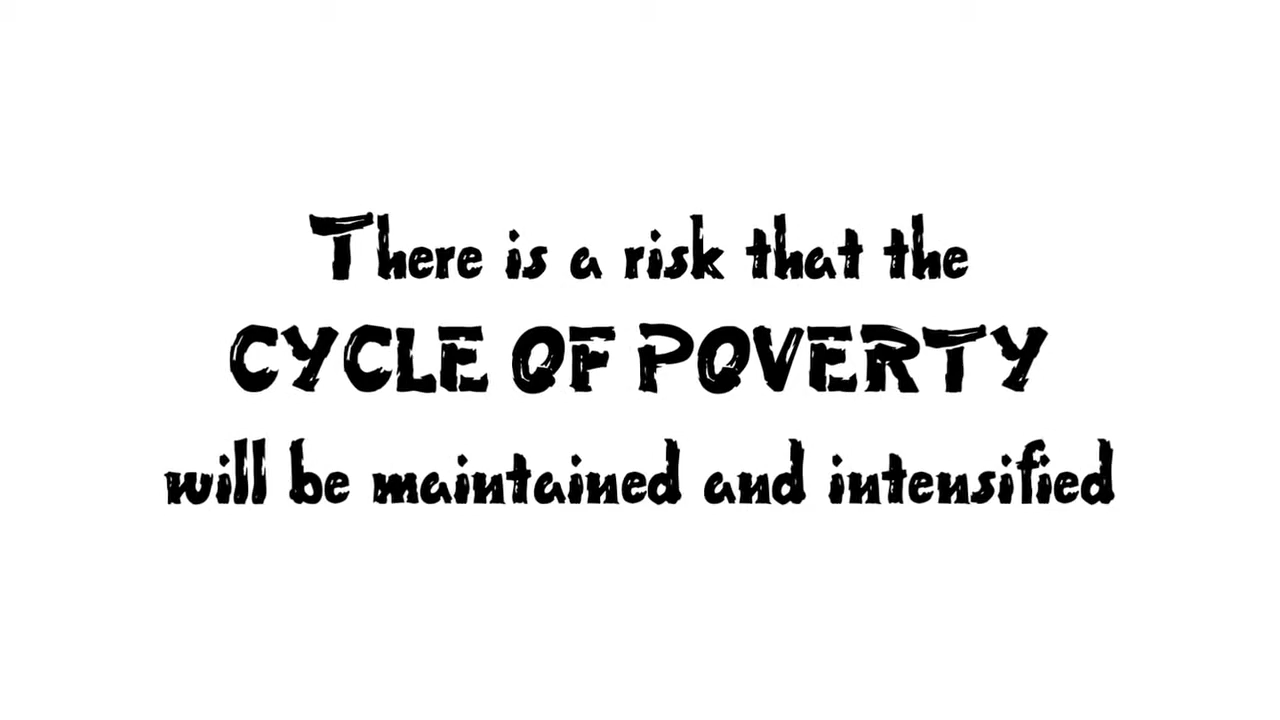 There is a risk that the
CYCLE OF POVERTY
will be maintained and intensified